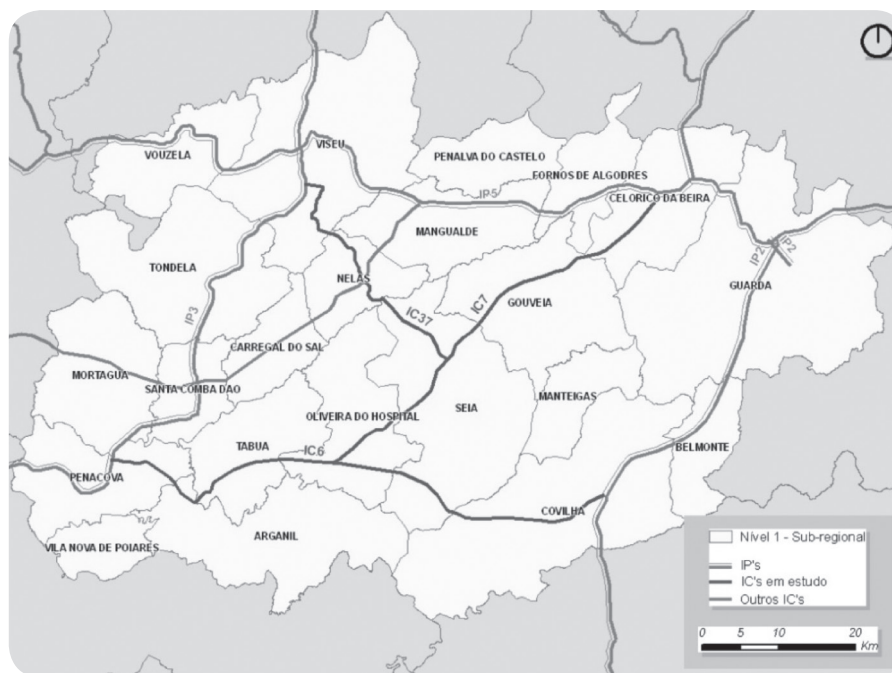 VOUZELA
VISEU
PENALVA DO CASTELO
FORNOS DE ALGODRES
CELORICO DA BEIRA
IP5
MANGUALDE
TONDELA
NELAS
IP2
IP2
GUARDA
IP3
IC7
GOUVEIA
IC37
CARREGAL DO SAL
MORTAGUA
SANTA COMBA DAO
MANTEIGAS
OLIVEIRA DO HOSPITAL
SEIA
TABUA
IC6
BELMONTE
PENACOVA
COVILHA
ARGANIL
VILA NOVA DE POIARES
Nível 1 - Sub-regional
IP's
IC's em estudo
Outros IC's
0 5 10 20
Km